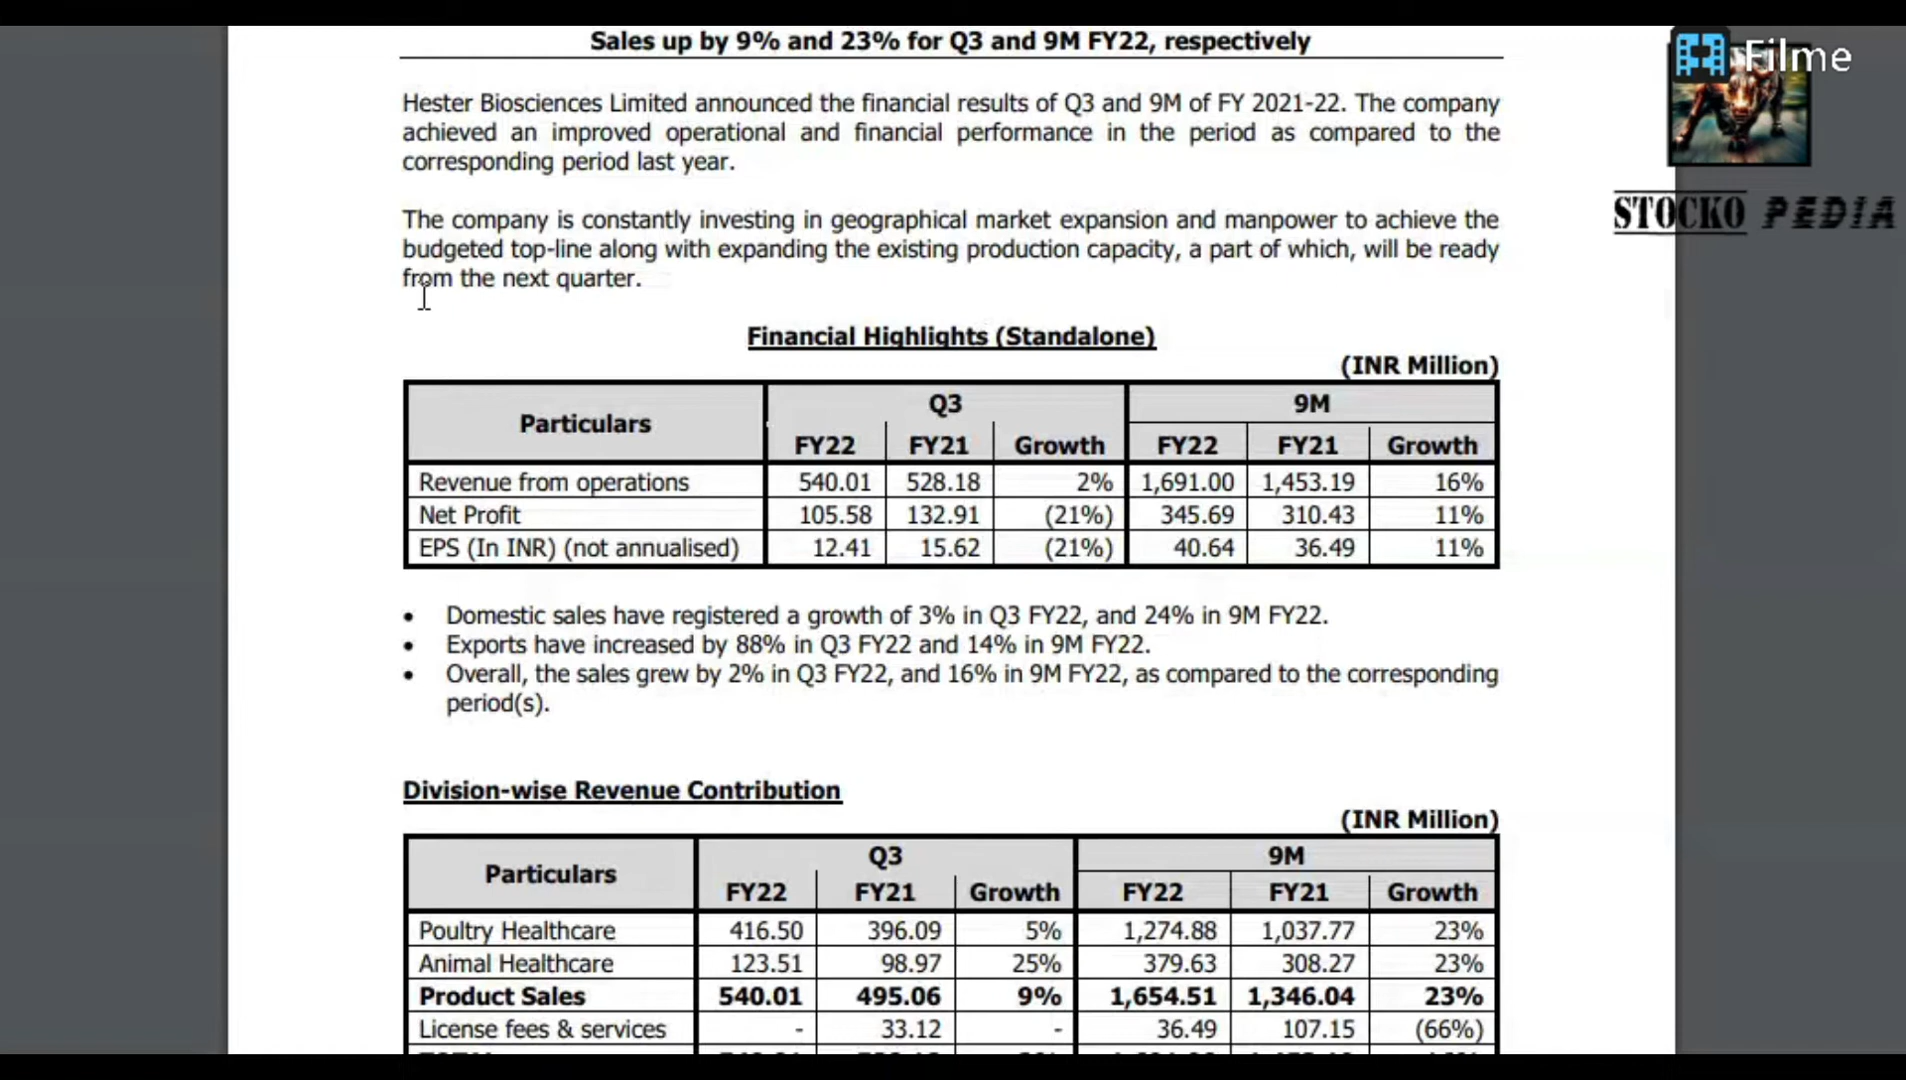 Sales up by 9% and 23% for Q3 and 9M FY22, respectively
Filme
STOCKO PEDIA
Hester Biosciences Limited announced the financial results of Q3 and 9M of FY 2021-22. The company
achieved an improved operational and financial performance in the period as compared to the
corresponding period last year.
The company is constantly investing in geographical market expansion and manpower to achieve the
budgeted top-line along with expanding the existing production capacity, a part of which, will be ready
from the next quarter.
Financial Highlights (Standalone)
(INR Million)
Particulars Q3 9M
FY22 FY21 Growth FY22 FY21 Growth
Revenue from operations 540.01 528.18 2% 1,691.00 1,453.19 16%
Net Profit 105.58 132.91 (21%) 345.69 310.43 11%
EPS (In INR) (not annualised) 12.41 15.62 (21%) 40.64 36.49 11%
• Domestic sales have registered a growth of 3% in Q3 FY22, and 24% in 9M FY22.
• Exports have increased by 88% in Q3 FY22 and 14% in 9M FY22.
• Overall, the sales grew by 2% in Q3 FY22, and 16% in 9M FY22, as compared to the corresponding
period(s).
Division-wise Revenue Contribution
(INR Million)
Particulars Q3 9M
FY22 FY21 Growth FY22 FY21 Growth
Poultry Healthcare 416.50 396.09 5% 1,274.88 1,037.77 23%
Animal Healthcare 123.51 98.97 25% 379.63 308.27 23%
Product Sales 540.01 495.06 9% 1,654.51 1,346.04 23%
License fees & services - 33.12 - 36.49 107.15 (66%)